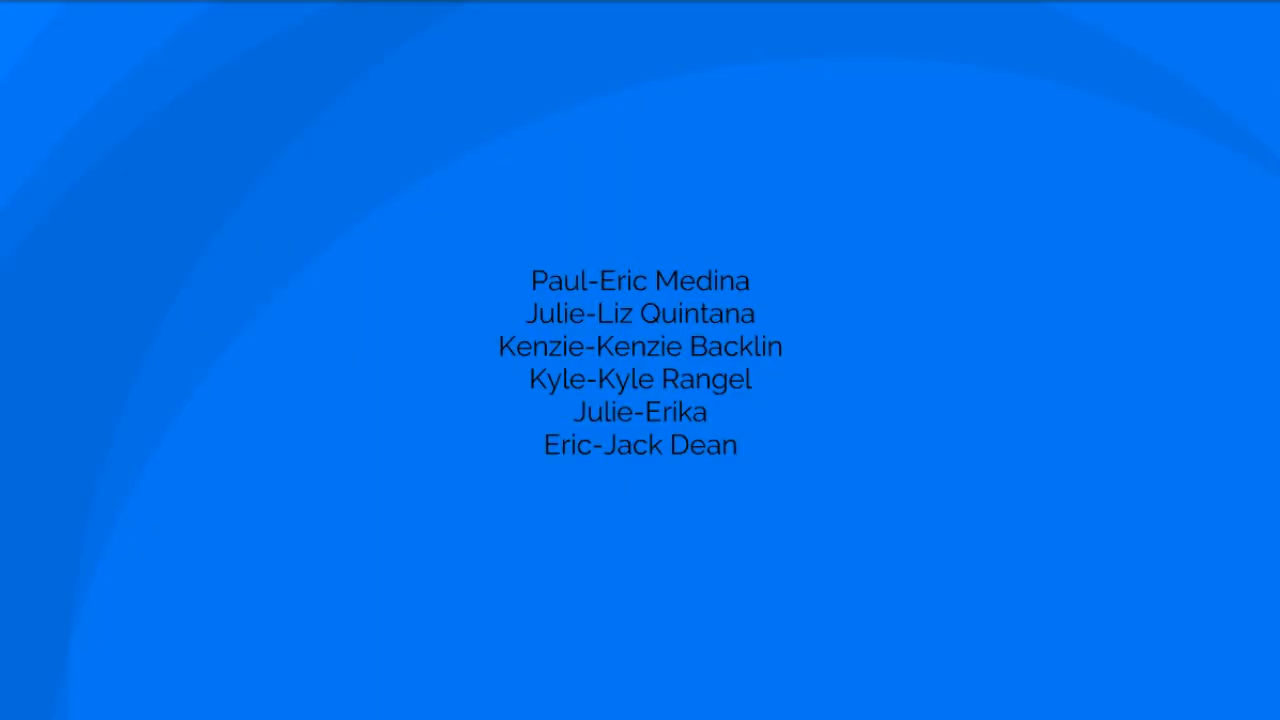 Paul-Eric Medina
Julie-Liz Quintana
Kenzie-Kenzie Backlin
Kyle-Kyle Rangel
Julie-Erika
Eric-Jack Dean